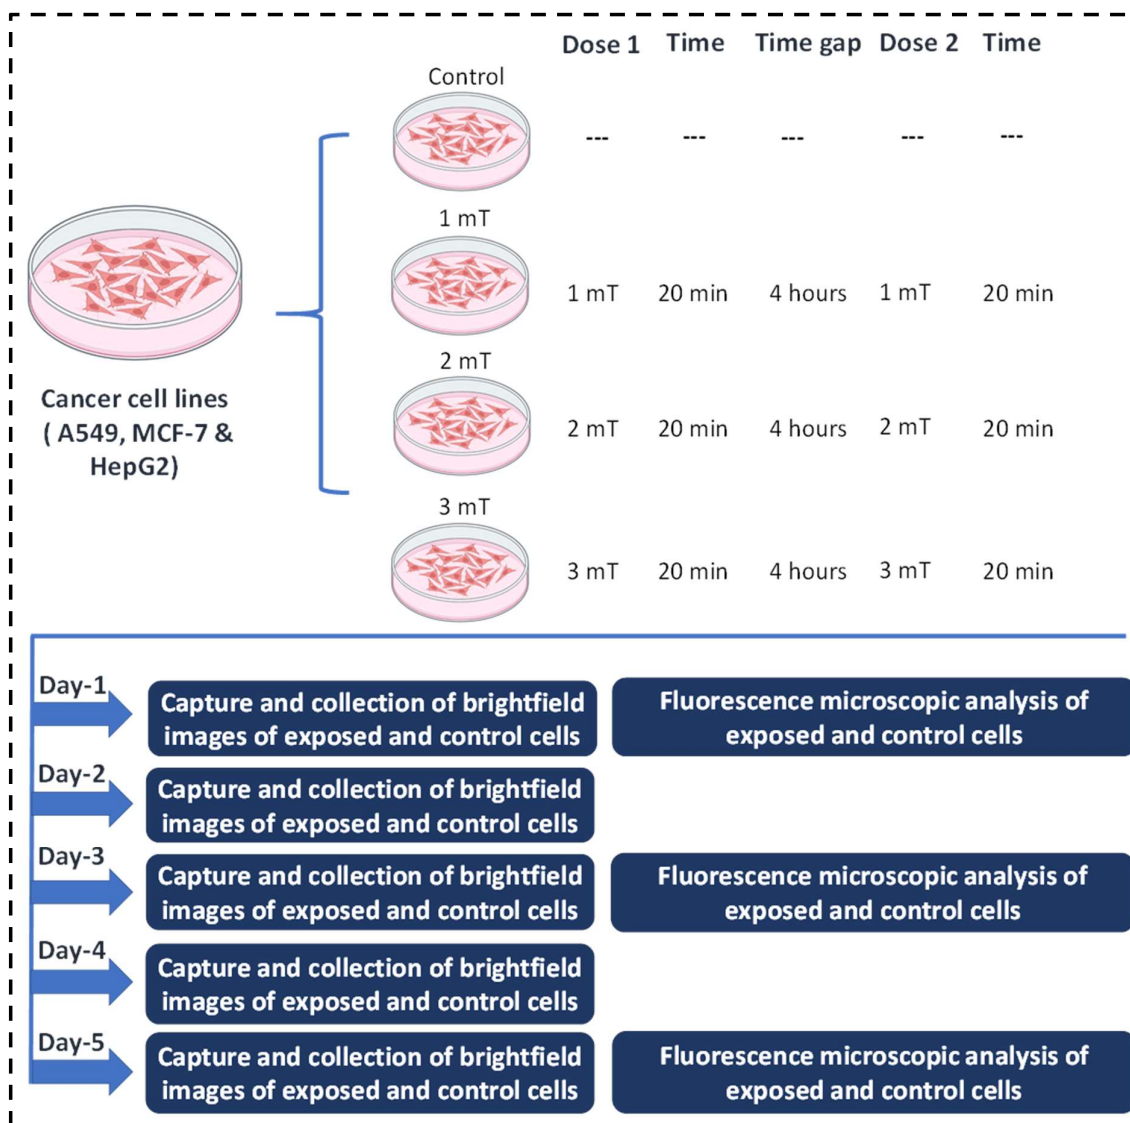 Dose 1 Time Time gap Dose 2 Time
Control
--- --- --- --- ---
1 mT
1 mT 20 min 4 hours 1 mT 20 min
2 mT
2 mT 20 min 4 hours 2 mT 20 min
3 mT
3 mT 20 min 4 hours 3 mT 20 min
Cancer cell lines
( A549, MCF-7 &
HepG2)
Day-1
Capture and collection of brightfield
images of exposed and control cells
Fluorescence microscopic analysis of
exposed and control cells
Day-2
Capture and collection of brightfield
images of exposed and control cells
Day-3
Capture and collection of brightfield
images of exposed and control cells
Fluorescence microscopic analysis of
exposed and control cells
Day-4
Capture and collection of brightfield
images of exposed and control cells
Day-5
Capture and collection of brightfield
images of exposed and control cells
Fluorescence microscopic analysis of
exposed and control cells